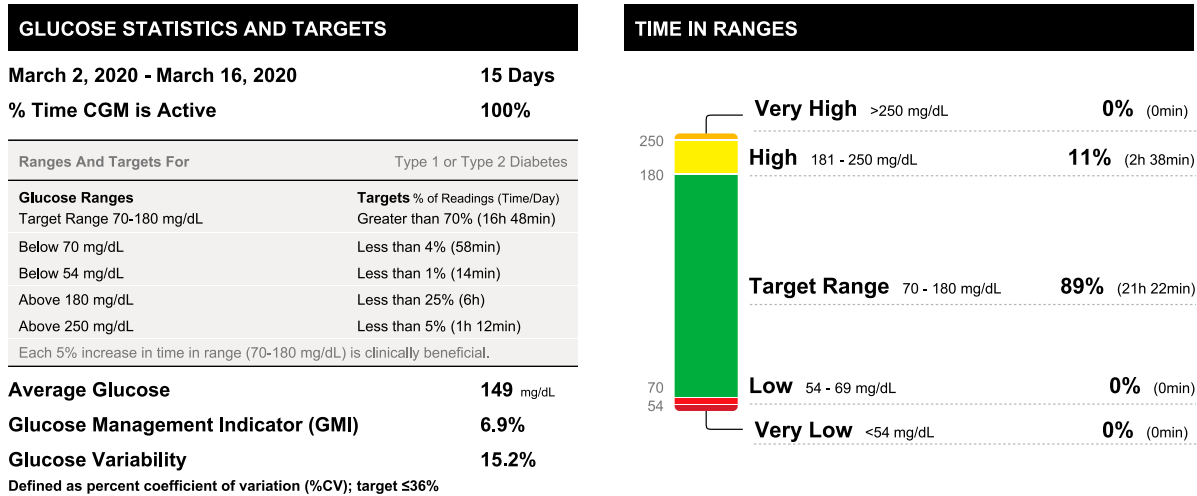 GLUCOSE STATISTICS AND TARGETS
March 2, 2020 - March 16, 2020 15 Days
% Time CGM is Active 100%
Ranges And Targets For Type 1 or Type 2 Diabetes
Glucose Ranges Targets % of Readings (Time/Day)
Target Range 70-180 mg/dL Greater than 70% (16h 48min)
Below 70 mg/dL Less than 4% (58min)
Below 54 mg/dL Less than 1% (14min)
Above 180 mg/dL Less than 25% (6h)
Above 250 mg/dL Less than 5% (1h 12min)
Each 5% increase in time in range (70-180 mg/dL) is clinically beneficial.
Average Glucose 149 mg/dL
Glucose Management Indicator (GMI) 6.9%
Glucose Variability 15.2%
Defined as percent coefficient of variation (%CV); target ≤36%
TIME IN RANGES
Very High >250 mg/dL 0% (0min)
250
High 181 - 250 mg/dL 11% (2h 38min)
180
Target Range 70 - 180 mg/dL 89% (21h 22min)
70
Low 54 - 69 mg/dL 0% (0min)
54
Very Low <54 mg/dL 0% (0min)